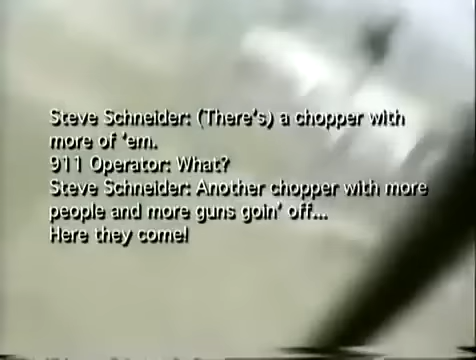 Steve Schneider: (There's) a chopper with
more of 'em.
911 Operator: What?
Steve Schneider: Another chopper with more
people and more guns goin' off...
Here they come!